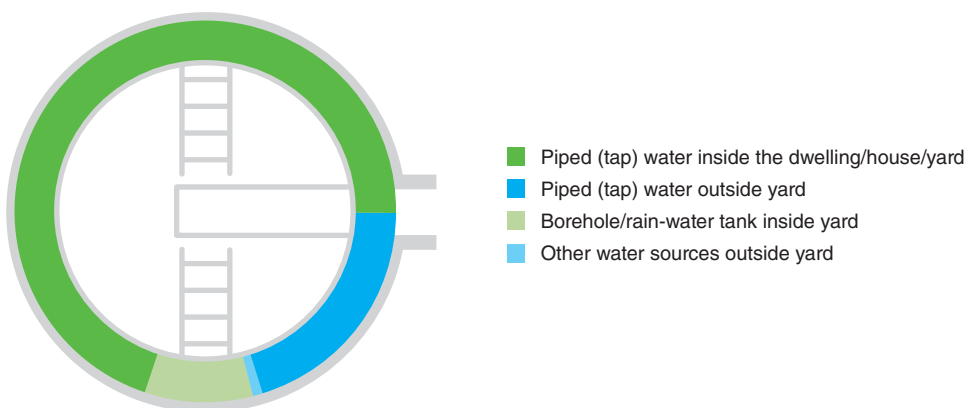 Piped (tap) water inside the dwelling/house/yard
Piped (tap) water outside yard
Borehole/rain-water tank inside yard
Other water sources outside yard